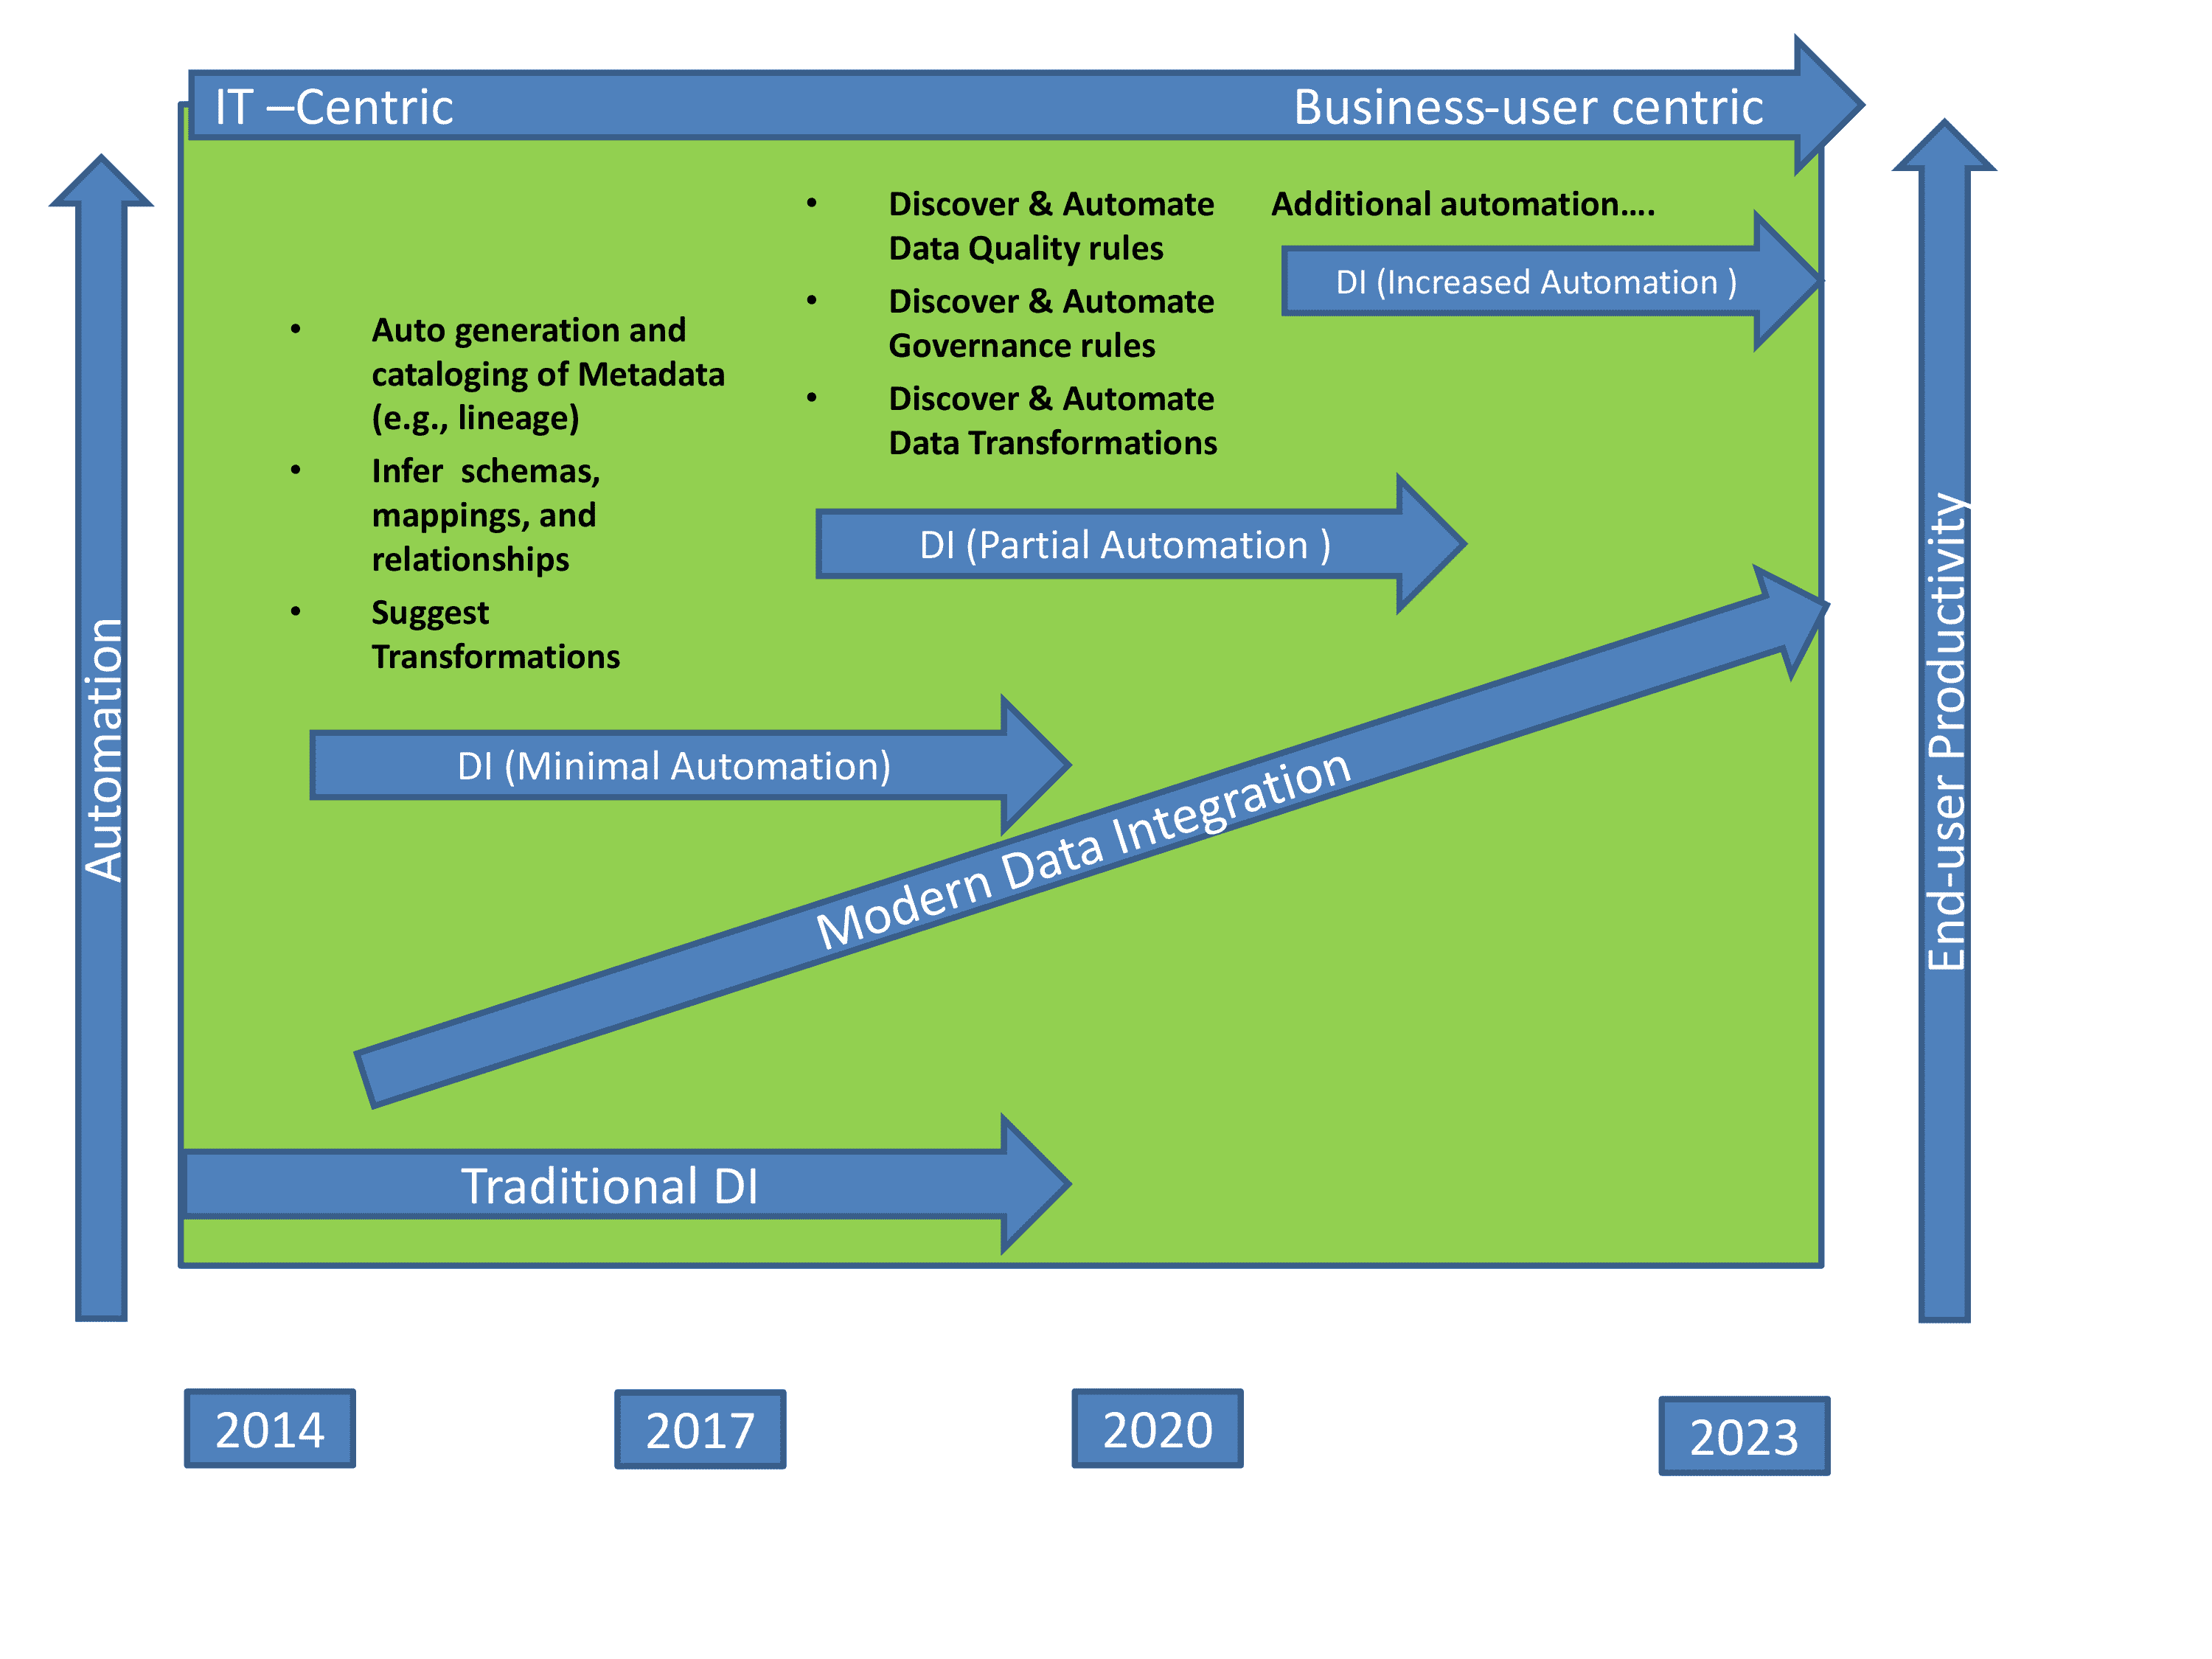 IT –Centric
Business-user centric
• Discover & Automate
Data Quality rules
• Discover & Automate
Governance rules
• Discover & Automate
Data Transformations
Additional automation....
DI (Increased Automation )
• Auto generation and
cataloging of Metadata
(e.g., lineage)
• Infer schemas,
mappings, and
relationships
• Suggest
Transformations
DI (Partial Automation )
DI (Minimal Automation)
Automation
End-user Productivity
Modern Data Integration
Traditional DI
2014
2017
2020
2023